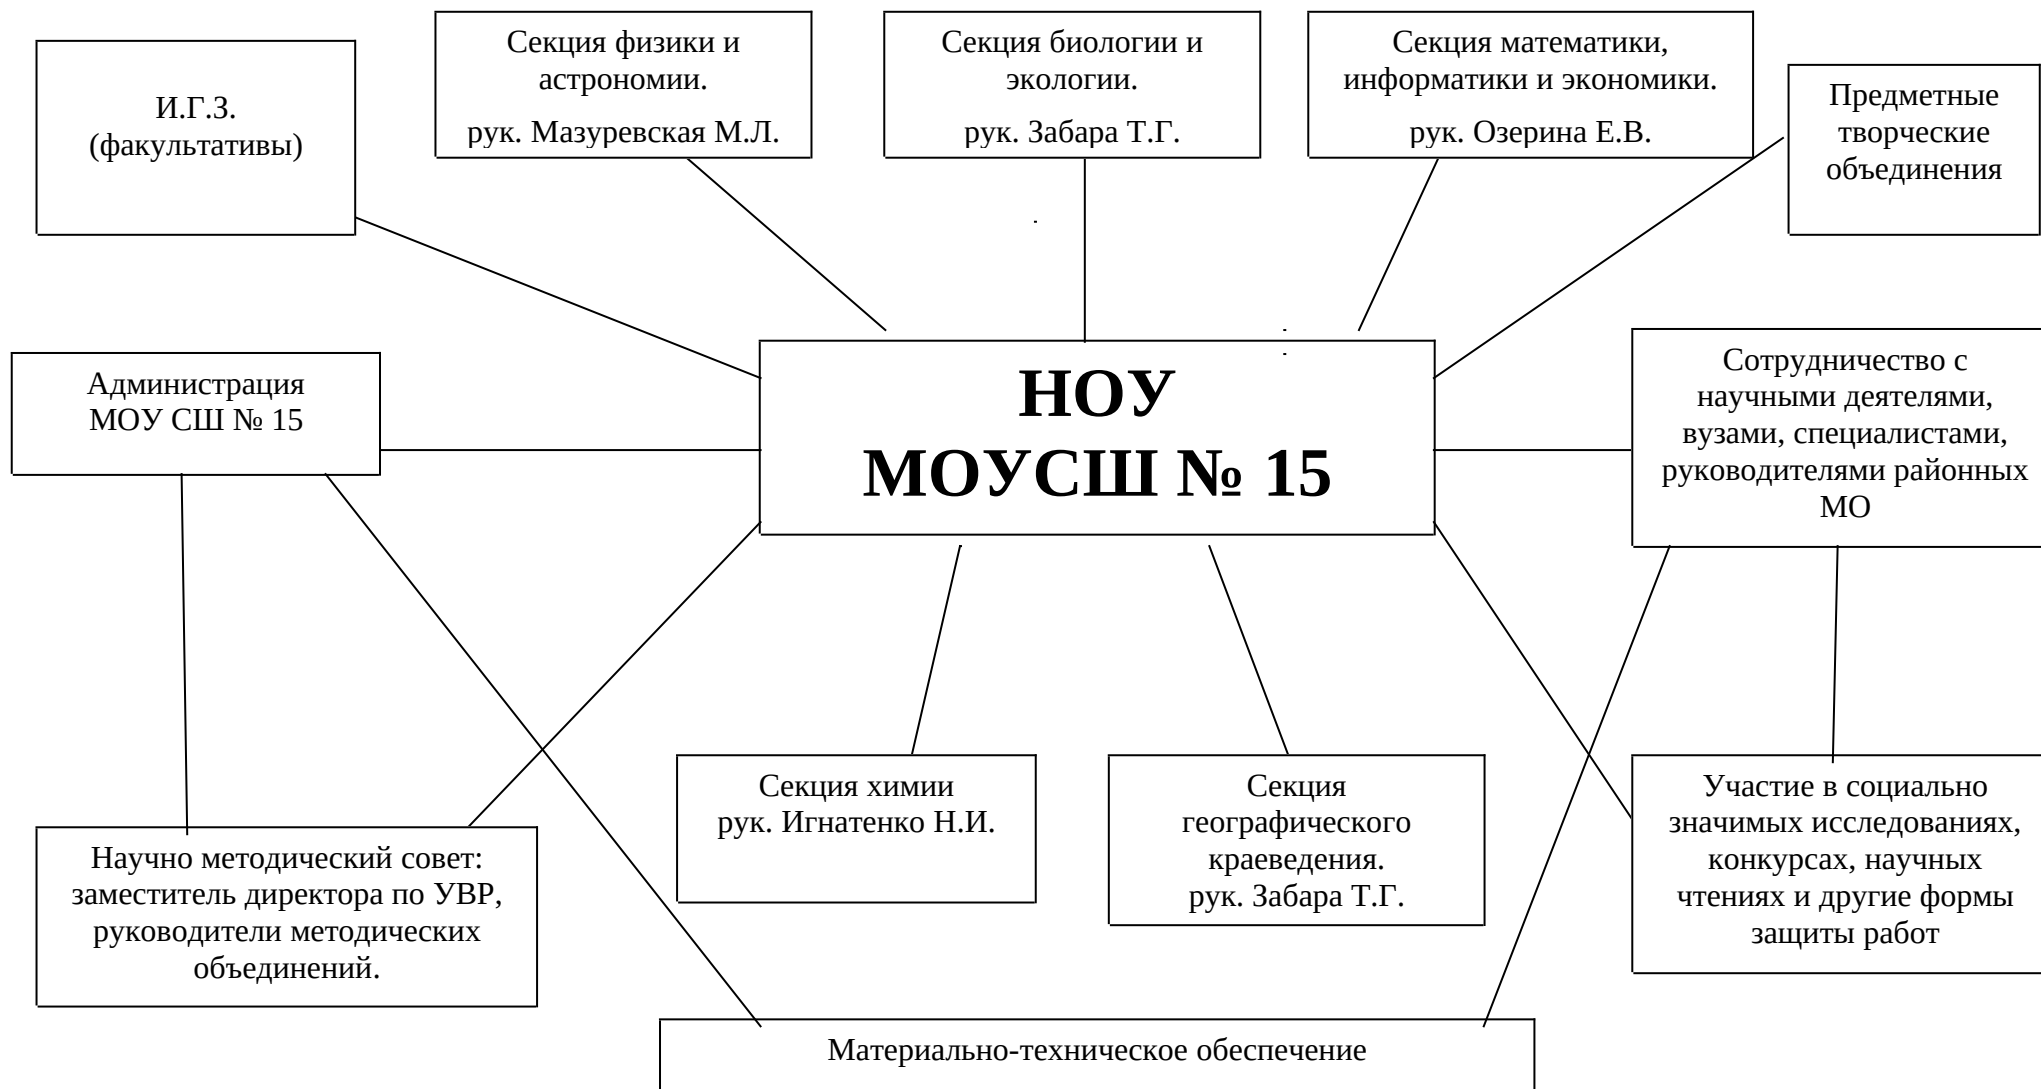 И.Г.З.
(факультативы)
Секция физики и
астрономии.
рук. Мазуревская М.Л.
Секция биологии и
экологии.
рук. Забара Т.Г.
Секция математики,
информатики и экономики.
рук. Озерина Е.В.
Предметные
творческие
объединения
Администрация
МОУ СШ № 15
НОУ
МОУСШ № 15
Сотрудничество с
научными деятелями,
вузами, специалистами,
руководителями районных
МО
Научно методический совет:
заместитель директора по УВР,
руководители методических
объединений.
Секция химии
рук. Игнатенко Н.И.
Секция
географического
краеведения.
рук. Забара Т.Г.
Участие в социально
значимых исследованиях,
конкурсах, научных
чтениях и другие формы
защиты работ
Материально-техническое обеспечение